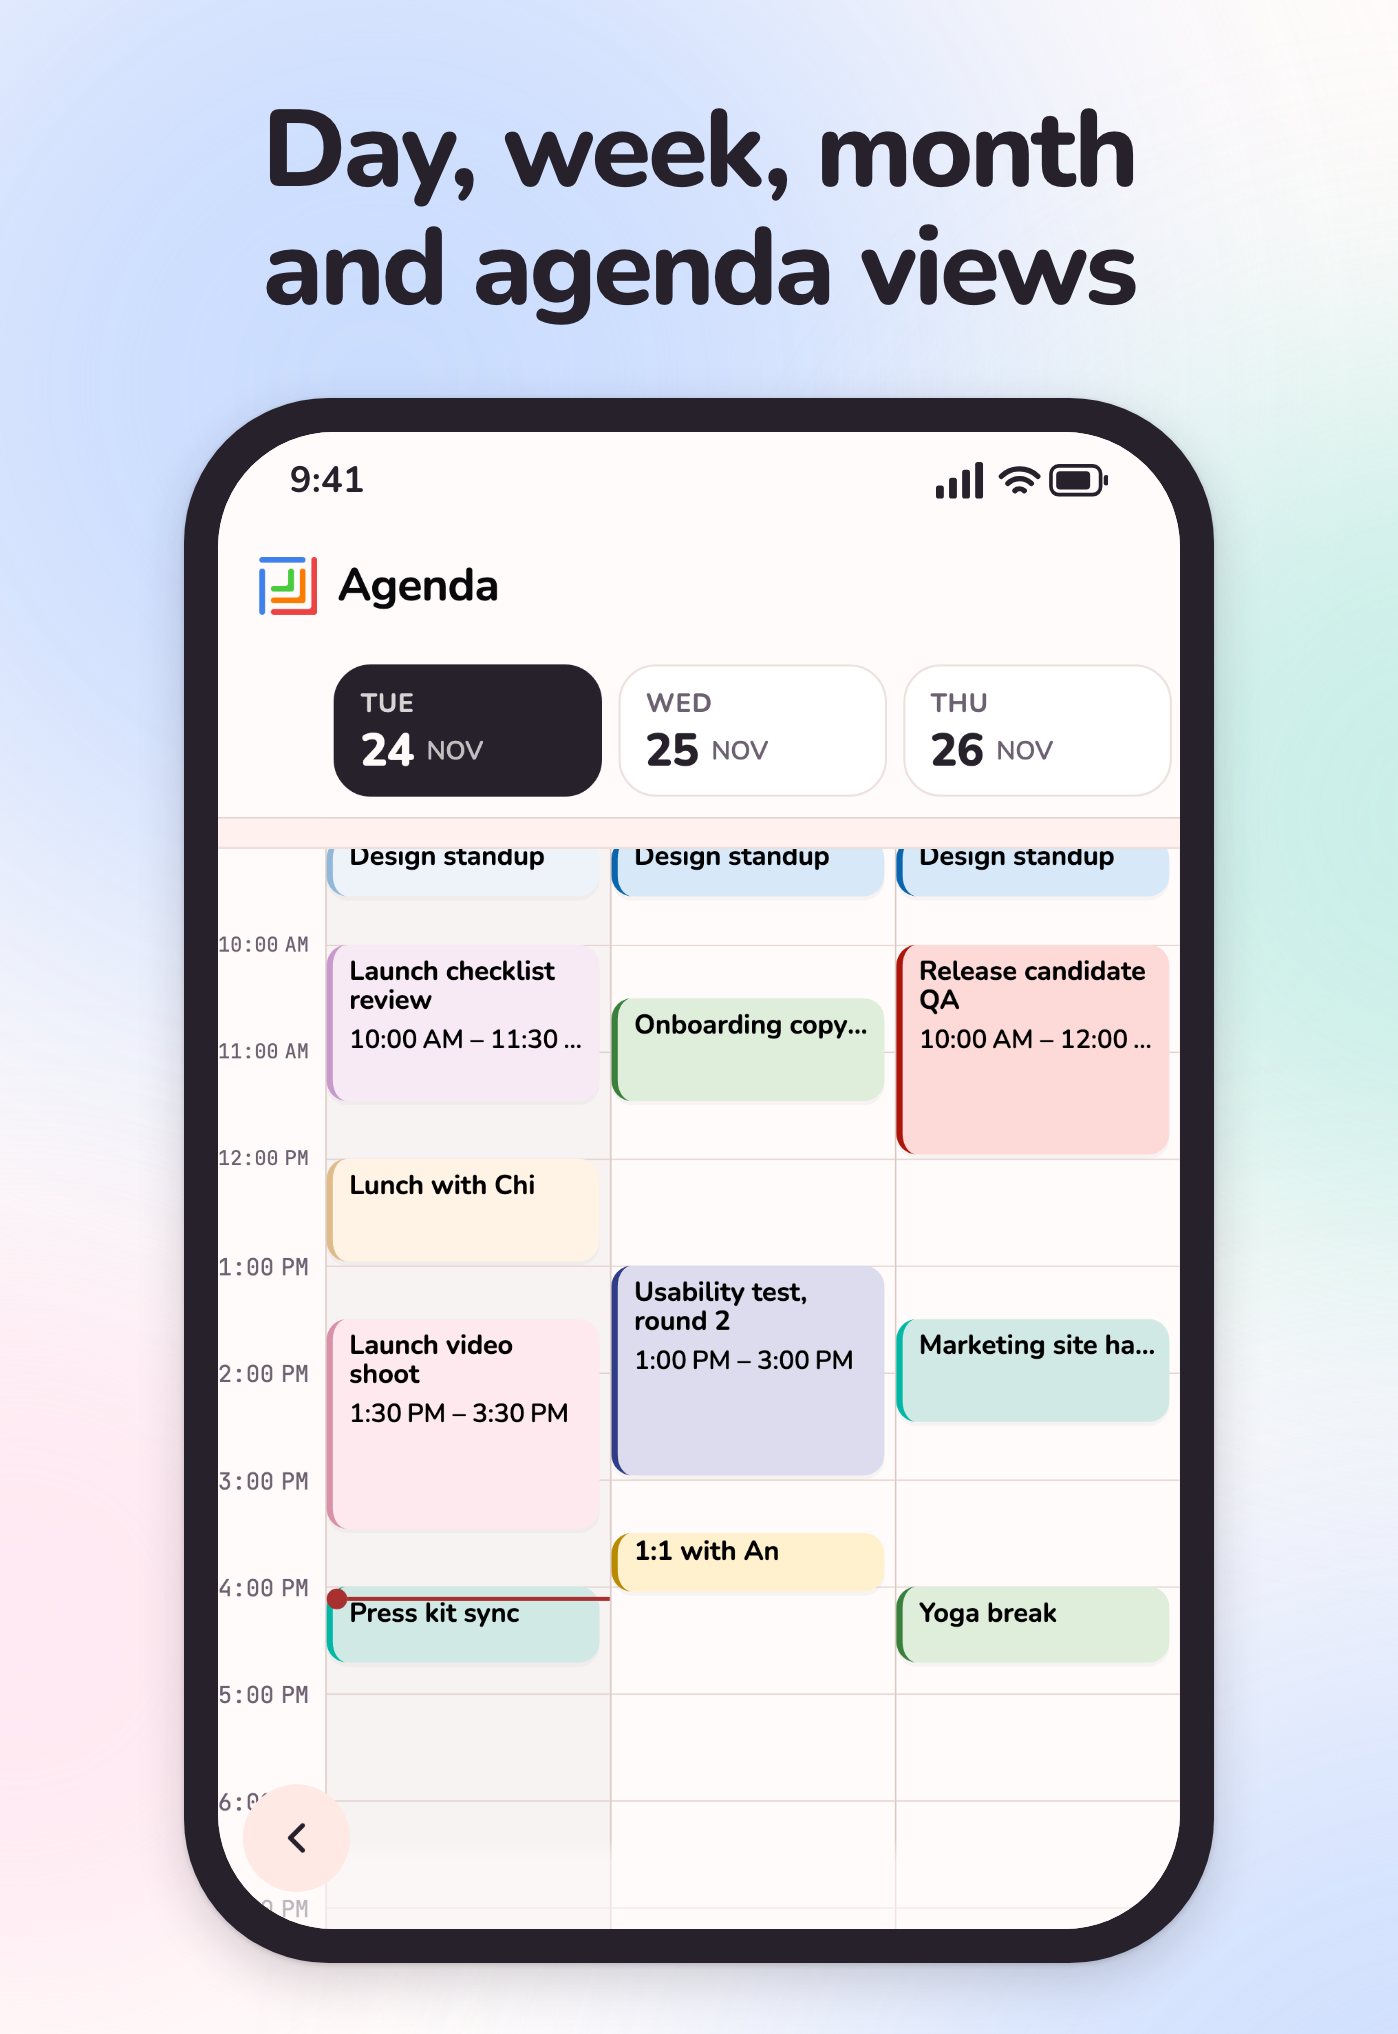 Day, week, month
and agenda views
9:41
Agenda
TUE
24 NOV
WED
25 NOV
THU
26 NOV
Design standup
Design standup
Design standup
10:00 AM
Launch checklist
review
10:00 AM – 11:30 ...
Onboarding copy...
Release candidate
QA
10:00 AM – 12:00 ...
11:00 AM
12:00 PM
Lunch with Chi
1:00 PM
Usability test,
round 2
1:00 PM – 3:00 PM
Launch video
shoot
1:30 PM – 3:30 PM
Marketing site ha...
2:00 PM
3:00 PM
1:1 with An
4:00 PM
Press kit sync
Yoga break
5:00 PM
PM